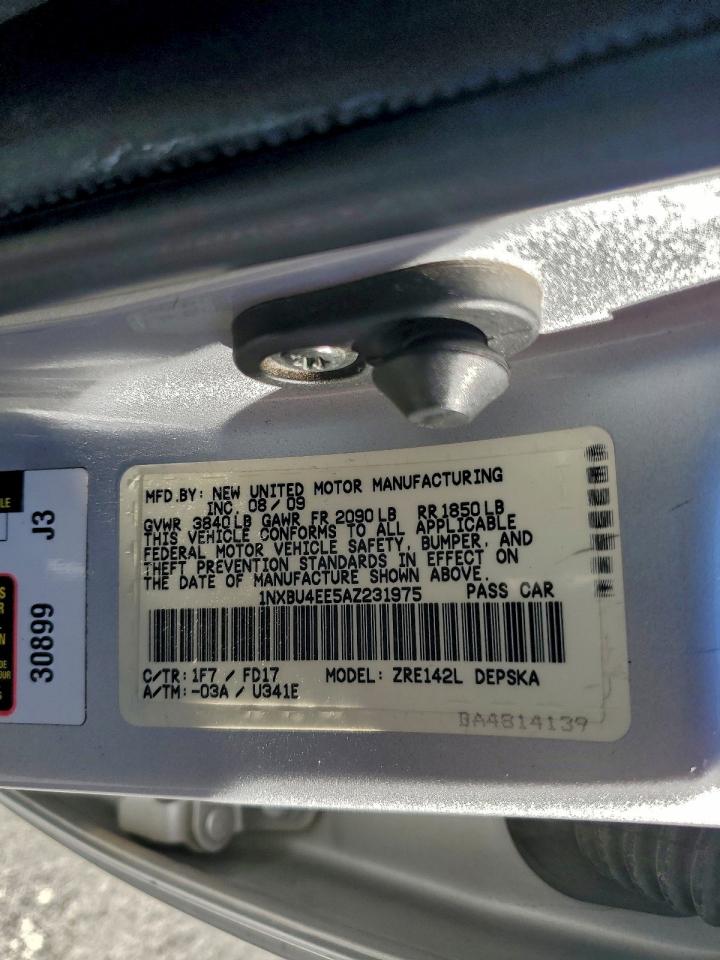 MFD.BY: NEW UNITED MOTOR MANUFACTURING
INC. 08/09
GVWR 3840LB GAWR FR 2090LB RR1850LB
THIS VEHICLE CONFORMS TO ALL APPLICABLE
FEDERAL MOTOR VEHICLE SAFETY, BUMPER, AND
THEFT PREVENTION STANDARDS IN EFFECT ON
THE DATE OF MANUFACTURE SHOWN ABOVE.
1NXBU4EE5AZ231975 PASS CAR
C/TR: 1F7 / FD17 MODEL: ZRE142L DEPSKA
A/TM: -03A / U341E
BA4814139
30899 J3